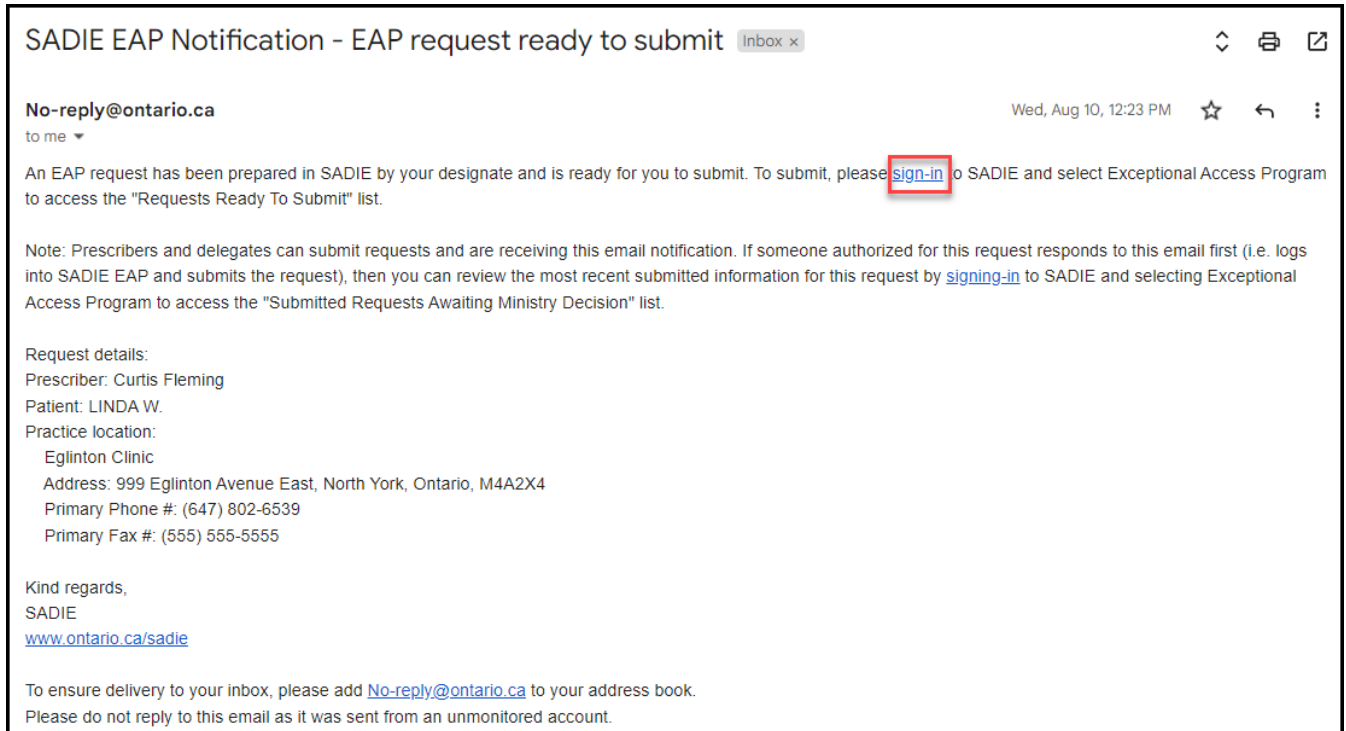 SADIE EAP Notification - EAP request ready to submit Inbox x
No-reply@ontario.ca Wed, Aug 10, 12:23 PM
to me
An EAP request has been prepared in SADIE by your designate and is ready for you to submit. To submit, please sign-in to SADIE and select Exceptional Access Program
to access the "Requests Ready To Submit" list.
Note: Prescribers and delegates can submit requests and are receiving this email notification. If someone authorized for this request responds to this email first (i.e. logs
into SADIE EAP and submits the request), then you can review the most recent submitted information for this request by signing-in to SADIE and selecting Exceptional
Access Program to access the "Submitted Requests Awaiting Ministry Decision" list.
Request details:
Prescriber: Curtis Fleming
Patient: LINDA W.
Practice location:
Eglinton Clinic
Address: 999 Eglinton Avenue East, North York, Ontario, M4A2X4
Primary Phone #: (647) 802-6539
Primary Fax #: (555) 555-5555
Kind regards,
SADIE
www.ontario.ca/sadie
To ensure delivery to your inbox, please add No-reply@ontario.ca to your address book.
Please do not reply to this email as it was sent from an unmonitored account.